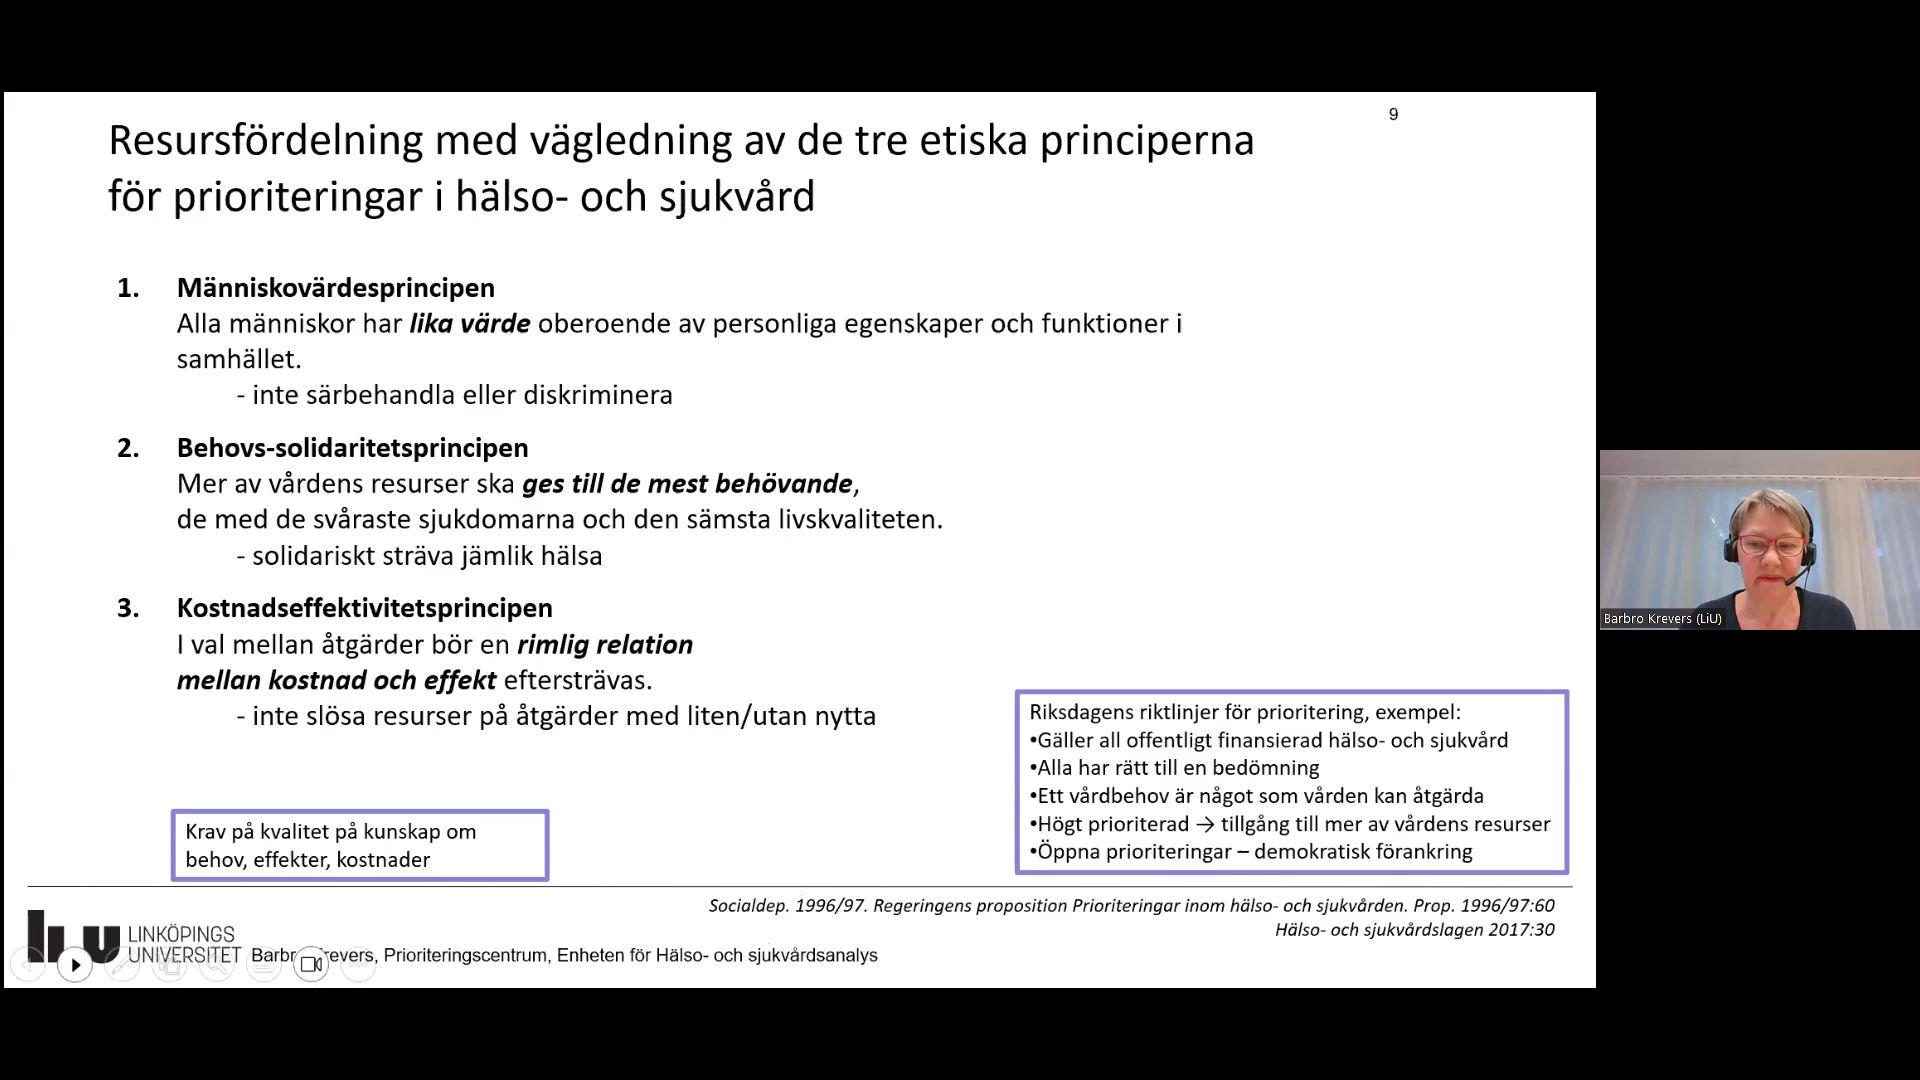 9
Resursfördelning med vägledning av de tre etiska principerna
för prioriteringar i hälso- och sjukvård
1. Människovärdesprincipen
Alla människor har lika värde oberoende av personliga egenskaper och funktioner i
samhället.
- inte särbehandla eller diskriminera
2. Behovs-solidaritetsprincipen
Mer av vårdens resurser ska ges till de mest behövande,
de med de svåraste sjukdomarna och den sämsta livskvaliteten.
- solidariskt sträva jämlik hälsa
3. Kostnadseffektivitetsprincipen
I val mellan åtgärder bör en rimlig relation
mellan kostnad och effekt eftersträvas.
- inte slösa resurser på åtgärder med liten/utan nytta
Krav på kvalitet på kunskap om
behov, effekter, kostnader
Riksdagens riktlinjer för prioritering, exempel:
•Gäller all offentligt finansierad hälso- och sjukvård
•Alla har rätt till en bedömning
•Ett vårdbehov är något som vården kan åtgärda
•Högt prioriterad → tillgång till mer av vårdens resurser
•Öppna prioriteringar – demokratisk förankring
Socialdep. 1996/97. Regeringens proposition Prioriteringar inom hälso- och sjukvården. Prop. 1996/97:60
Hälso- och sjukvårdslagen 2017:30
LiU LINKÖPINGS
UNIVERSITET
Barbro Krevers, Prioriteringscentrum, Enheten för Hälso- och sjukvårdsanalys
Barbro Krevers (LiU)